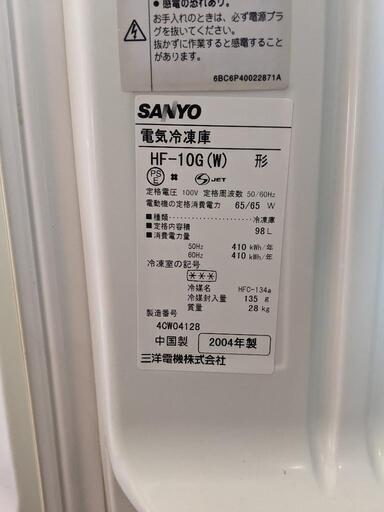 ●感電の恐れあり。
お手入れのときは、必ず電源プラ
グを抜いてください。
抜かずに作業すると感電すること
があります。
6BC6P40022871A
SANYO
電気冷凍庫
HF-10G(W) 形
PS E JET
定格電圧 100V 定格周波数 50/60Hz
電動機の定格消費電力 65/65 W
■種類 冷凍庫
■定格内容積 98 L
■消費電力量
50Hz 410 kWh/年
60Hz 410 kWh/年
冷凍室の記号
***
冷媒名 HFC-134a
冷媒封入量 135 g
質量 28 kg
製造番号
4CW04128
中国製 2004年製
三洋電機株式会社